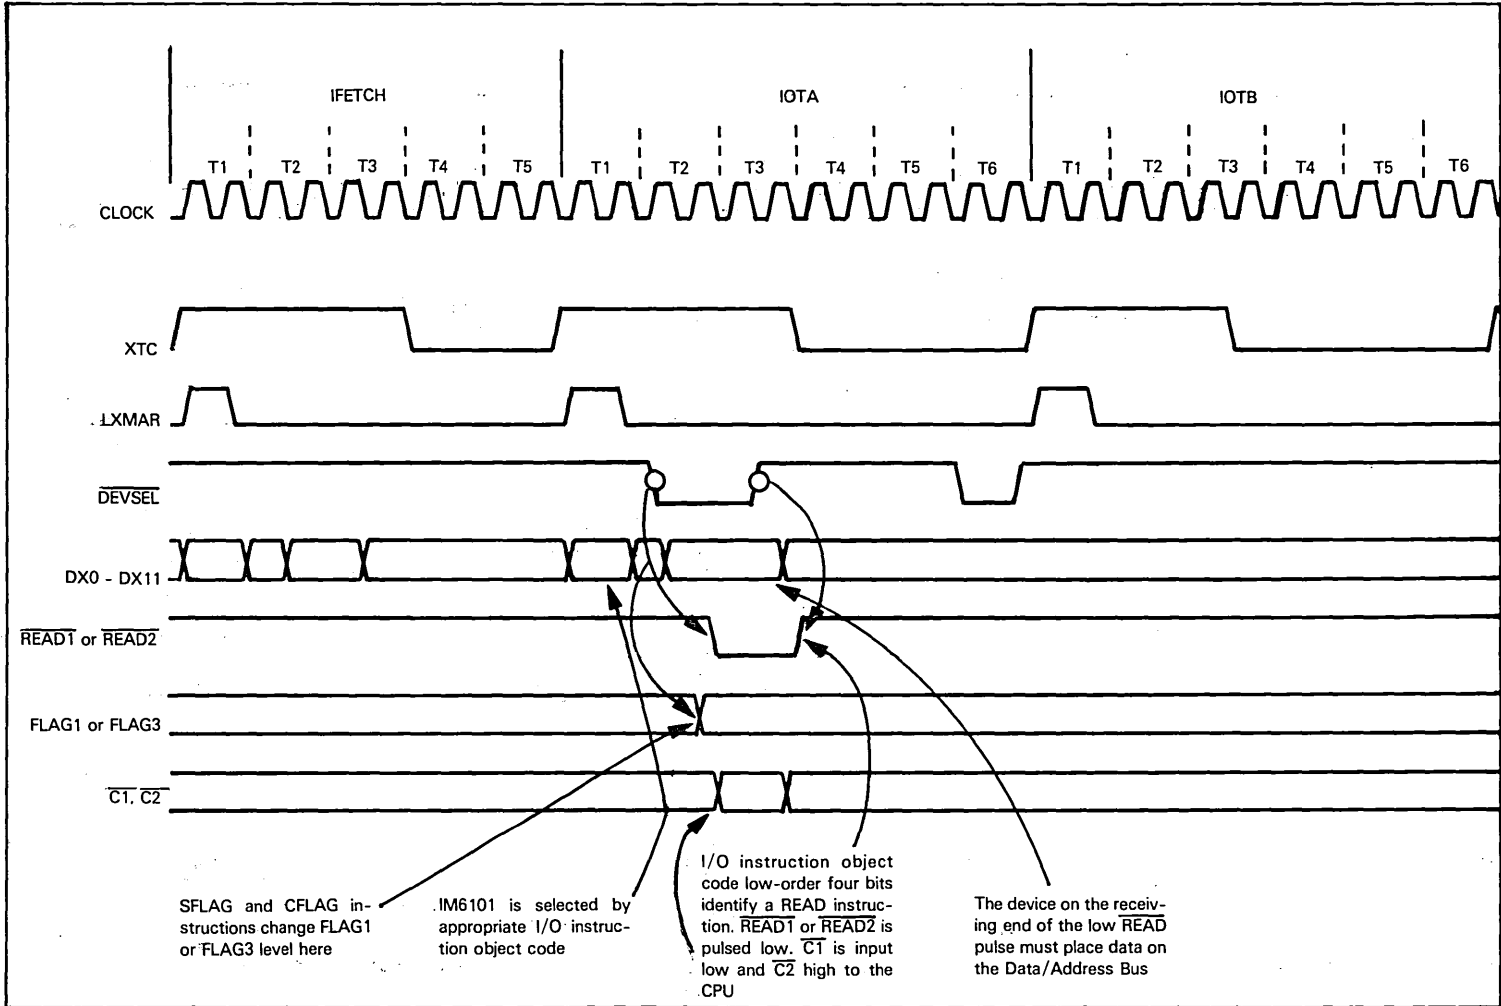 IFETCH IOTA IOTB
T1 T2 T3 T4 T5 T1 T2 T3 T4 T5 T6 T1 T2 T3 T4 T5 T6
CLOCK
XTC
LXMAR
DEVSEL
DX0 - DX11
READ1 or READ2
FLAG1 or FLAG3
C1, C2
SFLAG and CFLAG in-
structions change FLAG1
or FLAG3 level here
IM6101 is selected by
appropriate I/O instruc-
tion object code
I/O instruction object
code low-order four bits
identify a READ instruc-
tion. READ1 or READ2 is
pulsed low. C1 is input
low and C2 high to the
CPU
The device on the receiv-
ing end of the low READ
pulse must place data on
the Data/Address Bus